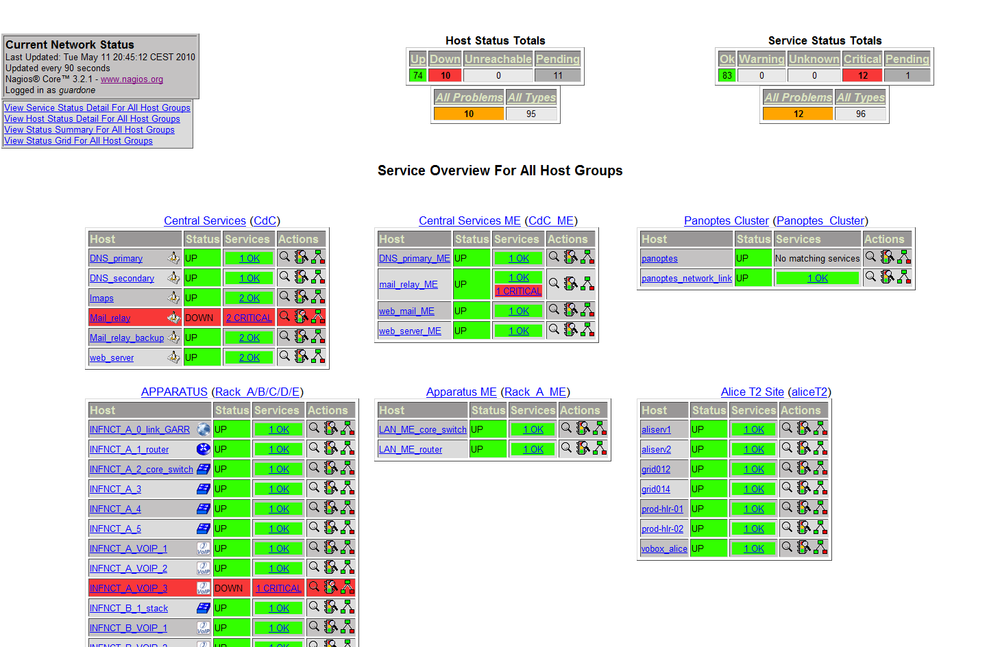 Current Network Status
Last Updated: Tue May 11 20:45:12 CEST 2010
Updated every 90 seconds
Nagios® Core™ 3.2.1 - www.nagios.org
Logged in as guardone
View Service Status Detail For All Host Groups
View Host Status Detail For All Host Groups
View Status Summary For All Host Groups
View Status Grid For All Host Groups
Host Status Totals
Up Down Unreachable Pending
74 10 0 11
All Problems All Types
10 95
Service Status Totals
Ok Warning Unknown Critical Pending
83 0 0 12 1
All Problems All Types
12 96
Service Overview For All Host Groups
Central Services (CdC)
Host Status Services Actions
DNS_primary UP 1 OK
DNS_secondary UP 1 OK
Imaps UP 2 OK
Mail_relay DOWN 2 CRITICAL
Mail_relay_backup UP 2 OK
web_server UP 2 OK
Central Services ME (CdC_ME)
Host Status Services Actions
DNS_primary_ME UP 1 OK
mail_relay_ME UP 1 OK
1 CRITICAL
web_mail_ME UP 1 OK
web_server_ME UP 1 OK
Panoptes Cluster (Panoptes_Cluster)
Host Status Services Actions
panoptes UP No matching services
panoptes_network_link UP 1 OK
APPARATUS (Rack_A/B/C/D/E)
Host Status Services Actions
INFNCT_A_0_link_GARR UP 1 OK
INFNCT_A_1_router UP 1 OK
INFNCT_A_2_core_switch UP 1 OK
INFNCT_A_3 UP 1 OK
INFNCT_A_4 UP 1 OK
INFNCT_A_5 UP 1 OK
INFNCT_A_VOIP_1 VoIP UP 1 OK
INFNCT_A_VOIP_2 VoIP UP 1 OK
INFNCT_A_VOIP_3 VoIP DOWN 1 CRITICAL
INFNCT_B_1_stack UP 1 OK
INFNCT_B_VOIP_1 VoIP UP 1 OK
Apparatus ME (Rack_A_ME)
Host Status Services Actions
LAN_ME_core_switch UP 1 OK
LAN_ME_router UP 1 OK
Alice T2 Site (aliceT2)
Host Status Services Actions
aliserv1 UP 1 OK
aliserv2 UP 1 OK
grid012 UP 1 OK
grid014 UP 1 OK
prod-hlr-01 UP 1 OK
prod-hlr-02 UP 1 OK
vobox_alice UP 1 OK